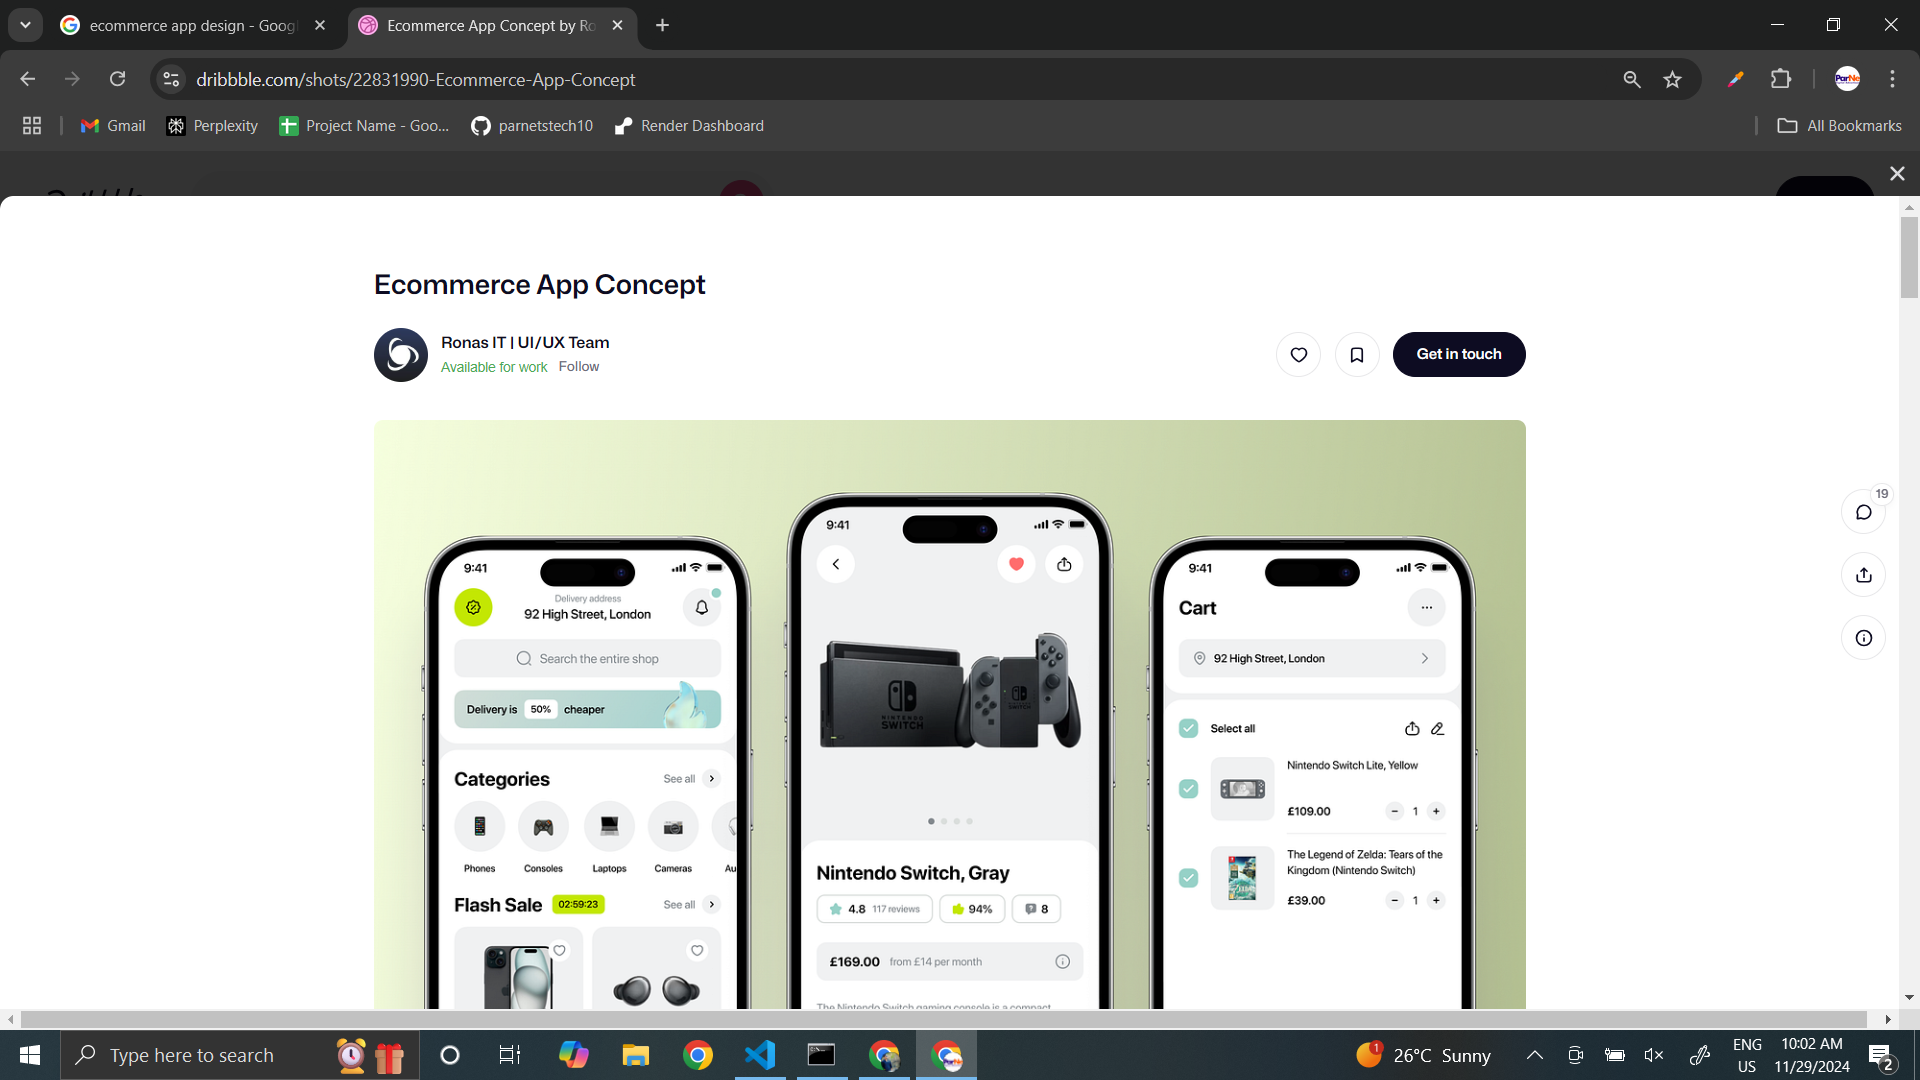 ecommerce app design - Goog
Ecommerce App Concept by Ro
dribbble.com/shots/22831990-Ecommerce-App-Concept
Gmail
Perplexity
Project Name - Goo...
parnetstech10
Render Dashboard
All Bookmarks
Ecommerce App Concept
Ronas IT | UI/UX Team
Available for work Follow
Get in touch
19
9:41
Delivery address
92 High Street, London
Search the entire shop
Delivery is 50% cheaper
Categories
See all
Phones Consoles Laptops Cameras Au
Flash Sale 02:59:23 See all
9:41
NINTENDO
SWITCH
Nintendo Switch, Gray
4.8 117 reviews 94% 8
£169.00 from £14 per month
The Nintendo Switch gaming console is a compact
9:41
Cart
92 High Street, London
Select all
Nintendo Switch Lite, Yellow
£109.00 - 1 +
The Legend of Zelda: Tears of the
Kingdom (Nintendo Switch)
£39.00 - 1 +
Type here to search
1
26°C Sunny
ENG
US
10:02 AM
11/29/2024
2